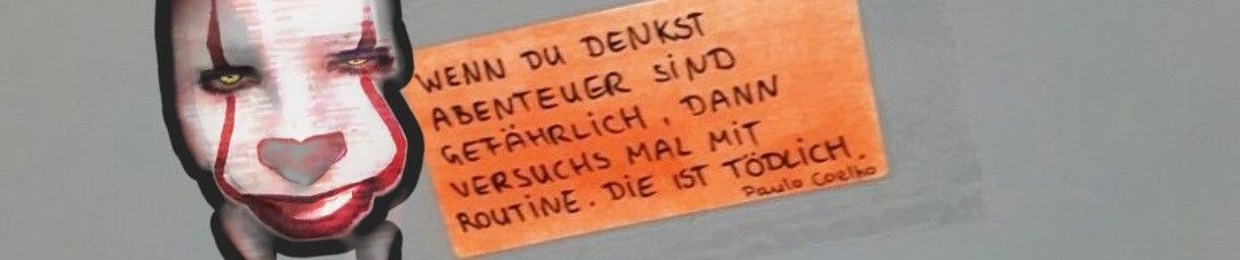 WENN DU DENKST
ABENTEUER SIND
GEFÄHRLICH, DANN
VERSUCHS MAL MIT
ROUTINE. DIE IST TÖDLICH.
Paulo Coelho